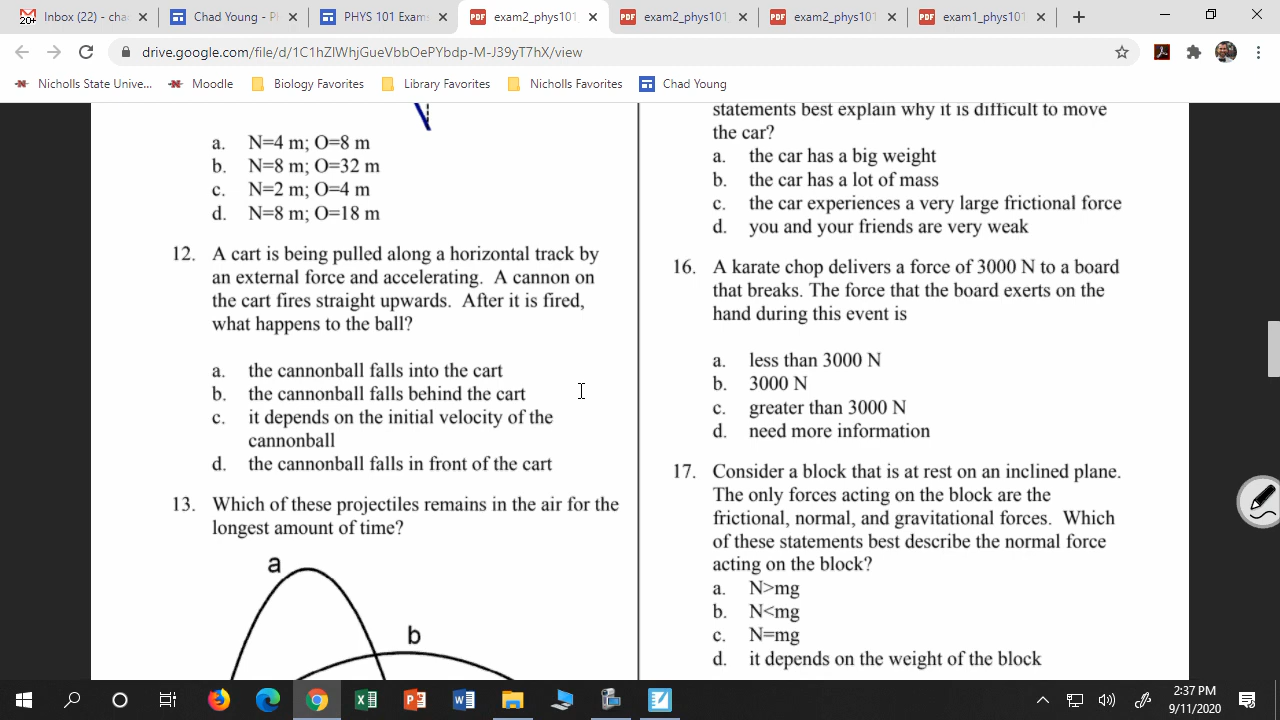 Inbox (22) - cha
Chad Young - P
PHYS 101 Exams
exam2_phys101_
exam2_phys101_
exam2_phys101_
exam1_phys101_
drive.google.com/file/d/1C1hZlWhjGueVbbOePYbdp-M-J39yT7hX/view
Nicholls State Unive...
Moodle
Biology Favorites
Library Favorites
Nicholls Favorites
Chad Young
a. N=4 m; O=8 m
b. N=8 m; O=32 m
c. N=2 m; O=4 m
d. N=8 m; O=18 m
12. A cart is being pulled along a horizontal track by
an external force and accelerating. A cannon on
the cart fires straight upwards. After it is fired,
what happens to the ball?
a. the cannonball falls into the cart
b. the cannonball falls behind the cart
c. it depends on the initial velocity of the
cannonball
d. the cannonball falls in front of the cart
13. Which of these projectiles remains in the air for the
longest amount of time?
a
b
statements best explain why it is difficult to move
the car?
a. the car has a big weight
b. the car has a lot of mass
c. the car experiences a very large frictional force
d. you and your friends are very weak
16. A karate chop delivers a force of 3000 N to a board
that breaks. The force that the board exerts on the
hand during this event is
a. less than 3000 N
b. 3000 N
c. greater than 3000 N
d. need more information
17. Consider a block that is at rest on an inclined plane.
The only forces acting on the block are the
frictional, normal, and gravitational forces. Which
of these statements best describe the normal force
acting on the block?
a. N>mg
b. N<mg
c. N=mg
d. it depends on the weight of the block
2:37 PM
9/11/2020